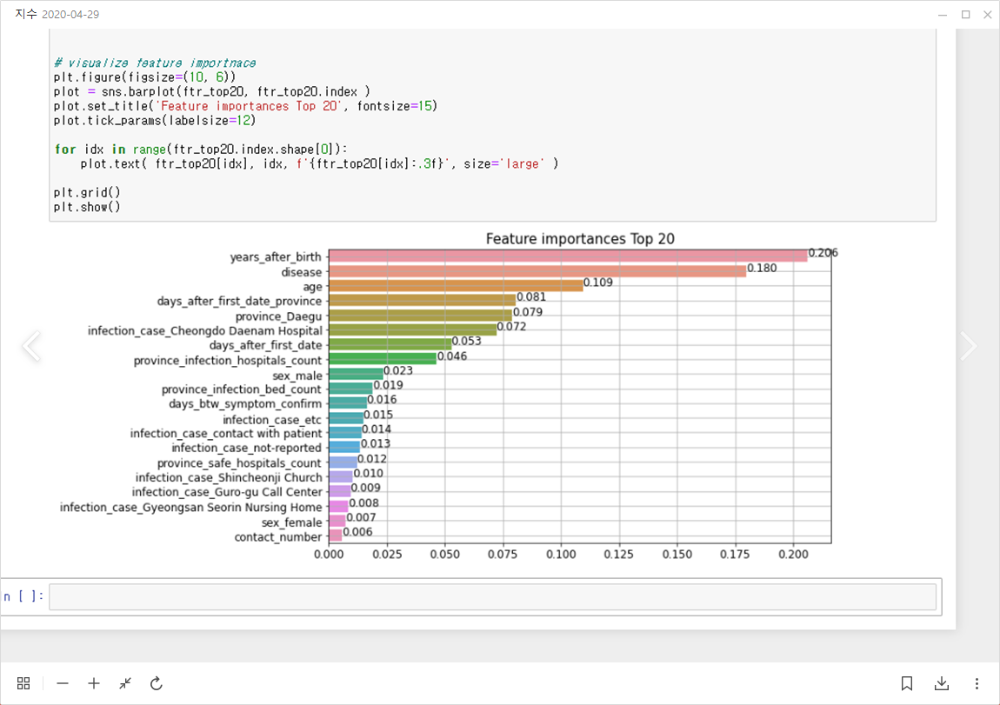 지수 2020-04-29
# visualize feature importnace
plt.figure(figsize=(10, 6))
plot = sns.barplot(ftr_top20, ftr_top20.index )
plot.set_title('Feature importances Top 20', fontsize=15)
plot.tick_params(labelsize=12)
for idx in range(ftr_top20.index.shape[0]):
    plot.text( ftr_top20[idx], idx, f'{ftr_top20[idx]:.3f}', size='large' )
plt.grid()
plt.show()
Feature importances Top 20
years_after_birth 0.206
disease 0.180
age 0.109
days_after_first_date_province 0.081
province_Daegu 0.079
infection_case_Cheongdo Daenam Hospital 0.072
days_after_first_date 0.053
province_infection_hospitals_count 0.046
sex_male 0.023
province_infection_bed_count 0.019
days_btw_symptom_confirm 0.016
infection_case_etc 0.015
infection_case_contact with patient 0.014
infection_case_not-reported 0.013
province_safe_hospitals_count 0.012
infection_case_Shincheonji Church 0.010
infection_case_Guro-gu Call Center 0.009
infection_case_Gyeongsan Seorin Nursing Home 0.008
sex_female 0.007
contact_number 0.006
0.000 0.025 0.050 0.075 0.100 0.125 0.150 0.175 0.200
n [ ]: